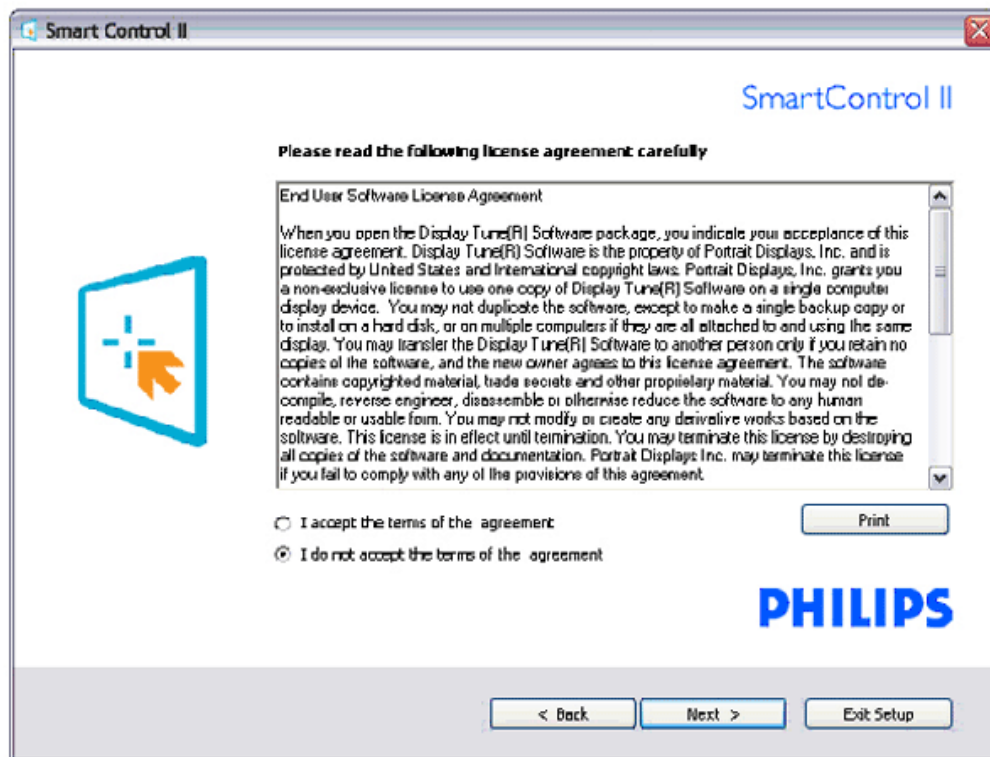 Smart Control II
SmartControl II
Please read the following license agreement carefully
End User Software License Agreement
When you open the Display Tune(R) Software package, you indicate your acceptance of this
license agreement. Display Tune(R) Software is the property of Portrait Displays, Inc. and is
protected by United States and International copyright laws. Portrait Displays, Inc. grants you
a non-exclusive license to use one copy of Display Tune(R) Software on a single computer
display device.  You may not duplicate the software, except to make a single backup copy or
to install on a hard disk, or on multiple computers if they are all attached to and using the same
display. You may transfer the Display Tune(R) Software to another person only if you retain no
copies of the software, and the new owner agrees to this license agreement. The software
contains copyrighted material, trade secrets and other proprietary material. You may not de-
compile, reverse engineer, disassemble or otherwise reduce the software to any human
readable or usable form. You may not modify or create any derivative works based on the
software. This license is in effect until termination. You may terminate this license by destroying
all copies of the software and documentation. Portrait Displays Inc. may terminate this license
if you fail to comply with any of the provisions of this agreement.
I accept the terms of the agreement
Print
I do not accept the terms of the agreement
PHILIPS
< Back
Next >
Exit Setup